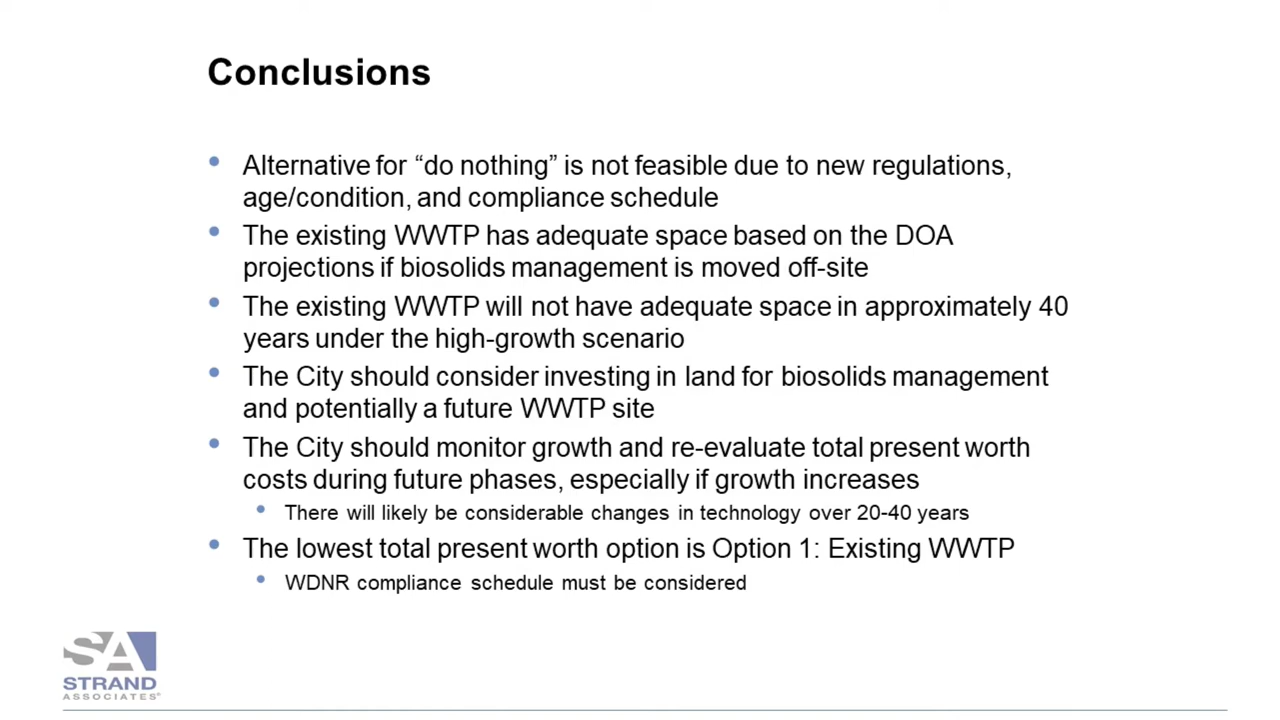 Conclusions
• Alternative for “do nothing” is not feasible due to new regulations,
age/condition, and compliance schedule
• The existing WWTP has adequate space based on the DOA
projections if biosolids management is moved off-site
• The existing WWTP will not have adequate space in approximately 40
years under the high-growth scenario
• The City should consider investing in land for biosolids management
and potentially a future WWTP site
• The City should monitor growth and re-evaluate total present worth
costs during future phases, especially if growth increases
• There will likely be considerable changes in technology over 20-40 years
• The lowest total present worth option is Option 1: Existing WWTP
• WDNR compliance schedule must be considered
SA
STRAND
ASSOCIATES®